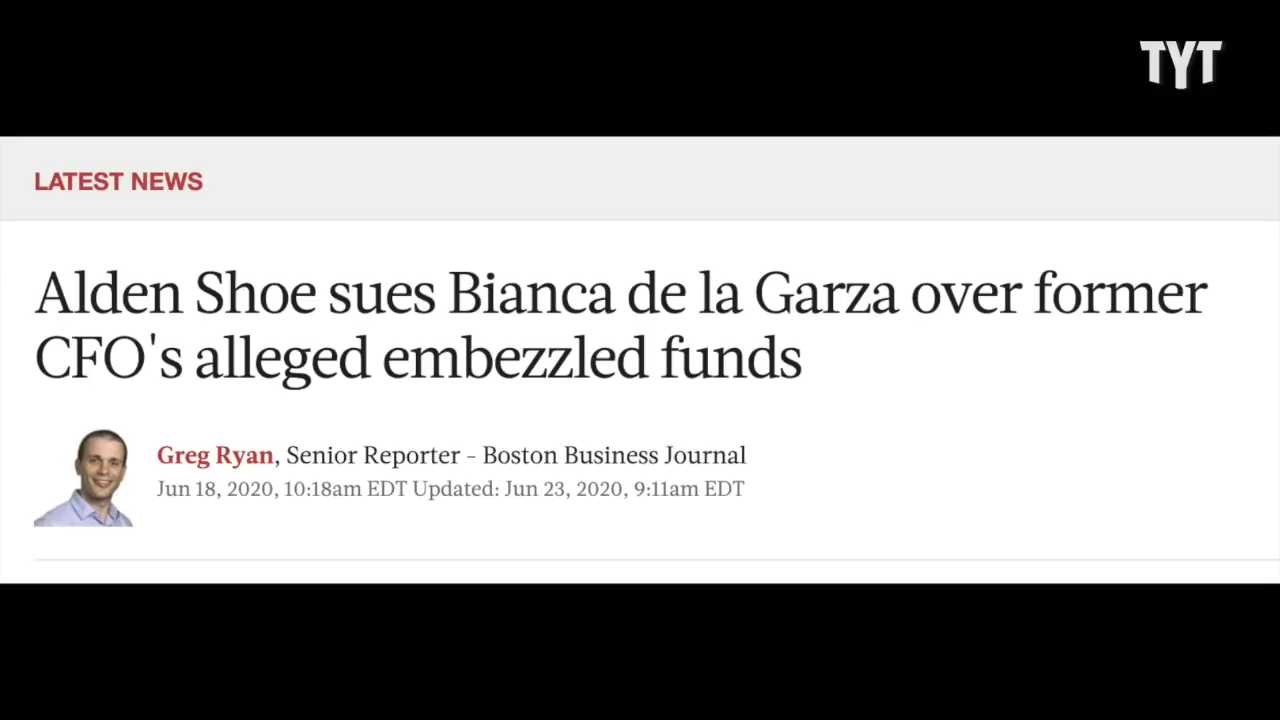 TYT
LATEST NEWS
Alden Shoe sues Bianca de la Garza over former
CFO's alleged embezzled funds
Greg Ryan, Senior Reporter – Boston Business Journal
Jun 18, 2020, 10:18am EDT Updated: Jun 23, 2020, 9:11am EDT